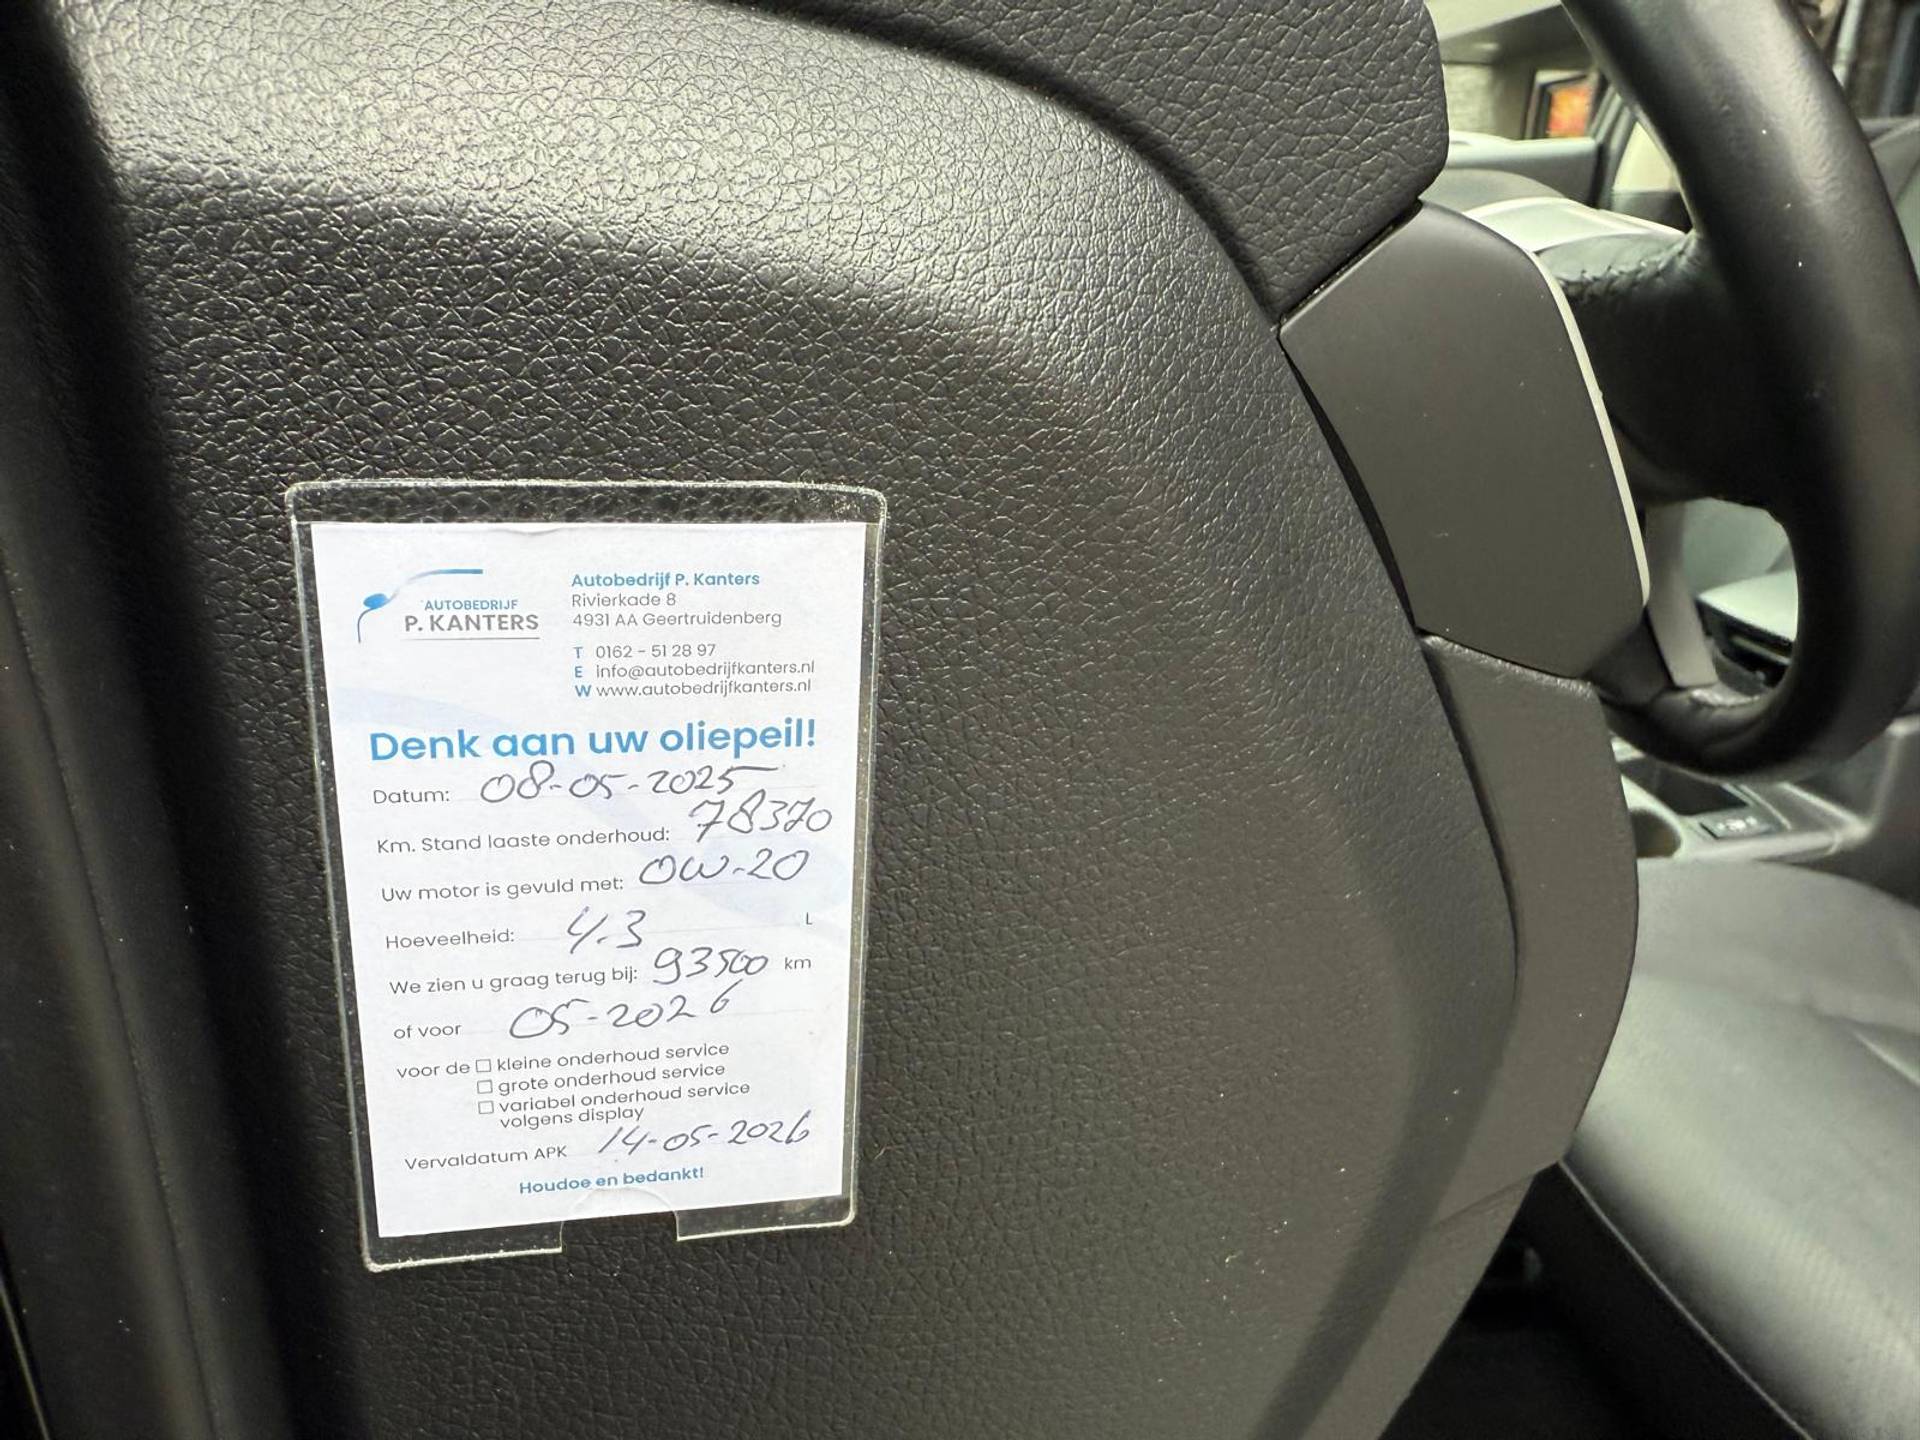 AUTOBEDRIJF
P. KANTERS
Autobedrijf P. Kanters
Rivierkade 8
4931 AA Geertruidenberg
T 0162 - 51 28 97
E info@autobedrijfkanters.nl
W www.autobedrijfkanters.nl
Denk aan uw oliepeil!
Datum: 08-05-2025
Km. Stand laaste onderhoud: 78370
Uw motor is gevuld met: 0W-20
Hoeveelheid: 4.3 L
We zien u graag terug bij: 93500 km
of voor 05-2026
voor de ☐ kleine onderhoud service
☐ grote onderhoud service
☐ variabel onderhoud service
volgens display
Vervaldatum APK 14-05-2026
Houdoe en bedankt!